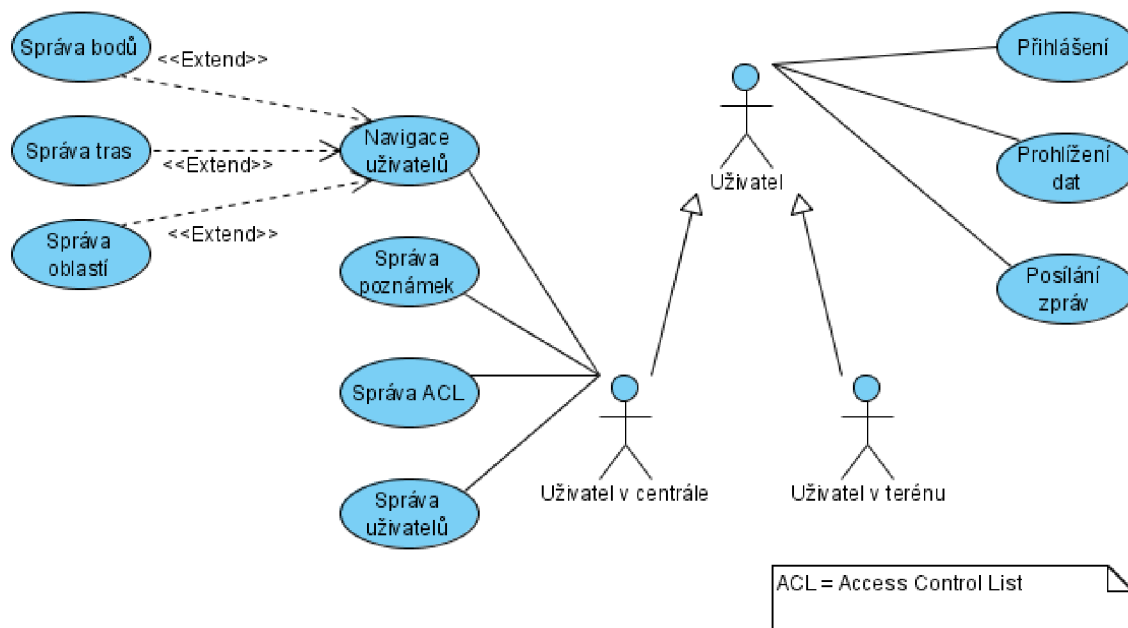 Správa bodů
<<Extend>>
Správa tras
<<Extend>>
Správa
oblastí
<<Extend>>
Navigace
uživatelů
Správa
poznámek
Správa ACL
Správa
uživatelů
Uživatel
Uživatel v centrále
Uživatel v terénu
Přihlášení
Prohlížení
dat
Posílání
zpráv
ACL = Access Control List